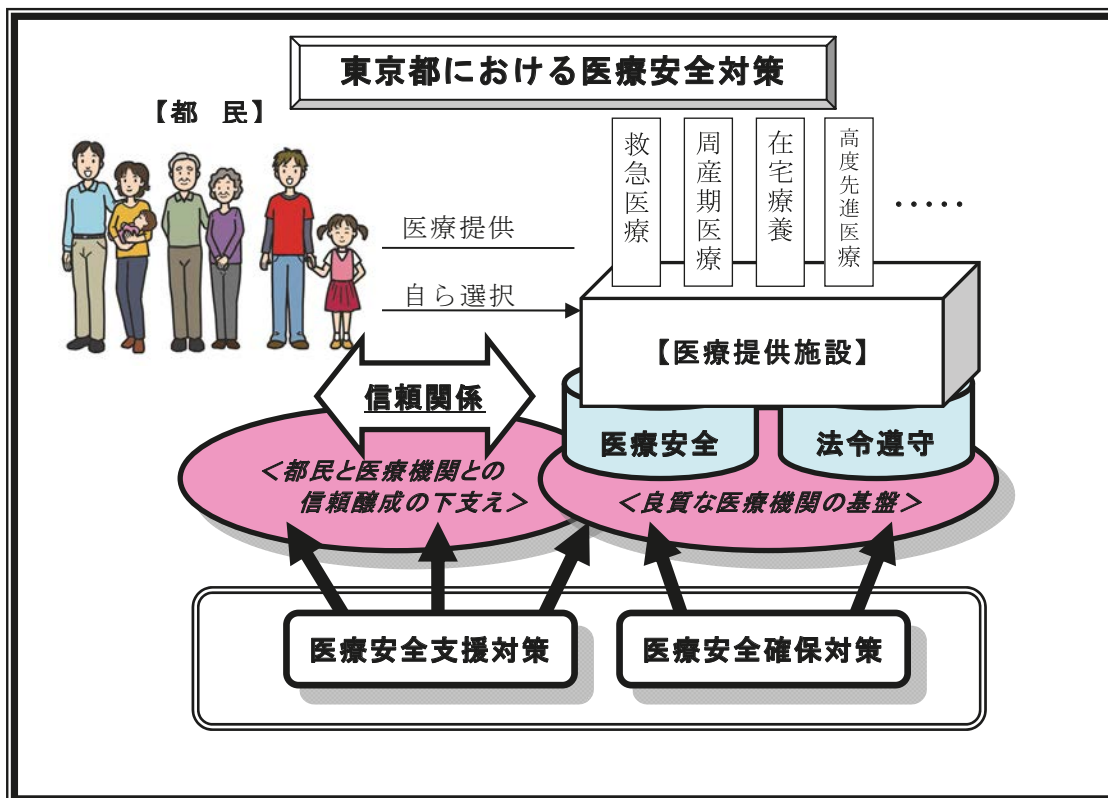 東京都における医療安全対策
【都 民】
救急医療
周産期医療
在宅療養
高度先進医療
・・・・・
医療提供
自ら選択
【医療提供施設】
信頼関係
医療安全
法令遵守
<都民と医療機関との
信頼醸成の下支え>
<良質な医療機関の基盤>
医療安全支援対策
医療安全確保対策